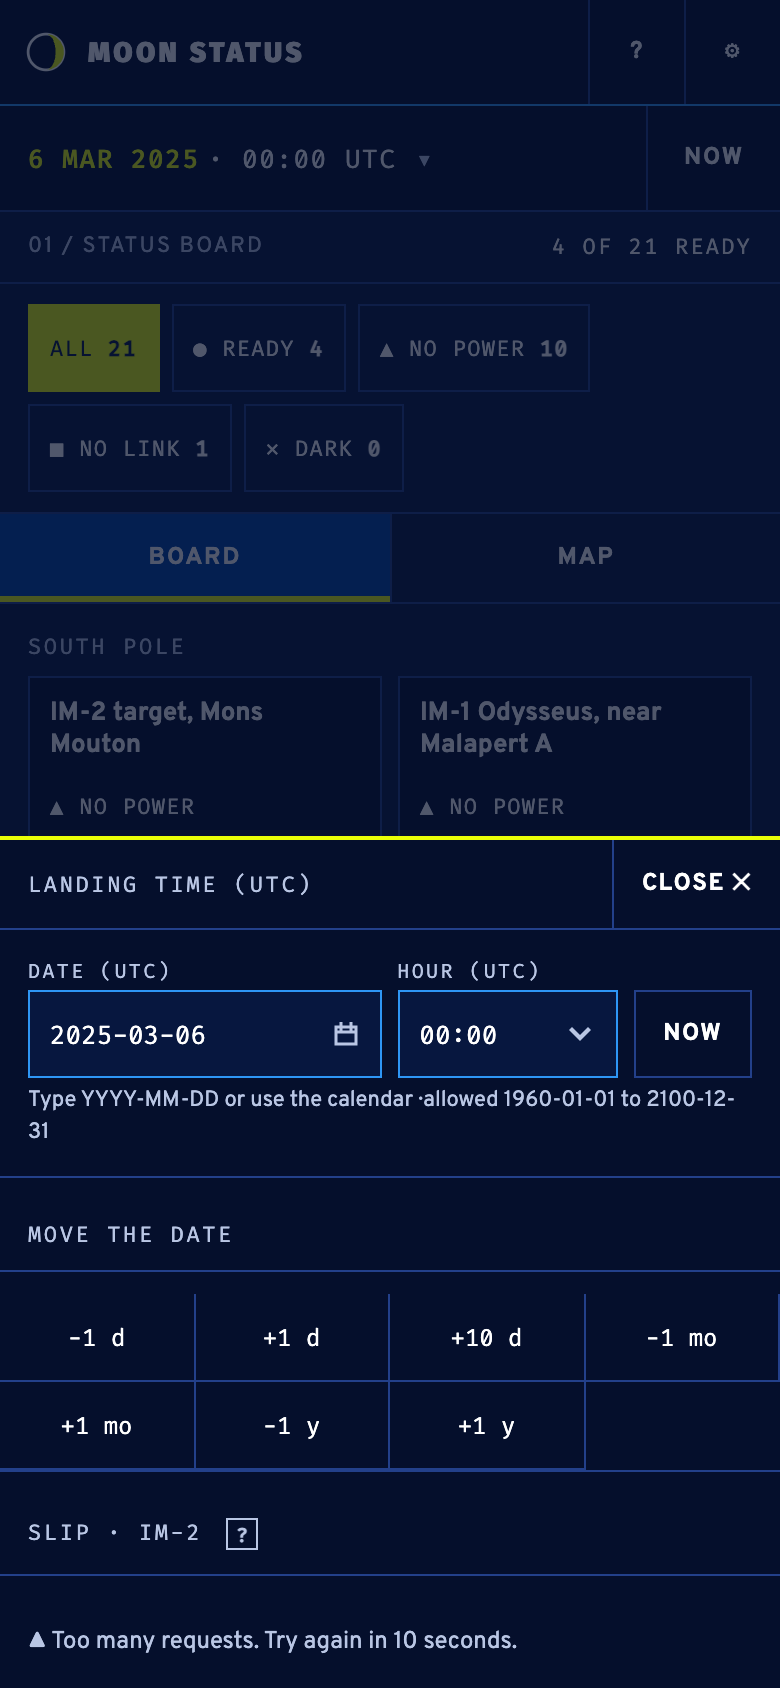 MOON STATUS ? ⚙
6 MAR 2025 · 00:00 UTC ▼ NOW
01 / STATUS BOARD 4 OF 21 READY
ALL 21 ● READY 4 ▲ NO POWER 10
■ NO LINK 1 × DARK 0
BOARD MAP
SOUTH POLE
IM-2 target, Mons
Mouton
▲ NO POWER
IM-1 Odysseus, near
Malapert A
▲ NO POWER
LANDING TIME (UTC) CLOSE ✕
DATE (UTC) HOUR (UTC)
2025-03-06 00:00 NOW
Type YYYY-MM-DD or use the calendar ·allowed 1960-01-01 to 2100-12-
31
MOVE THE DATE
-1 d +1 d +10 d -1 mo
+1 mo -1 y +1 y
SLIP · IM-2 ?
▲ Too many requests. Try again in 10 seconds.